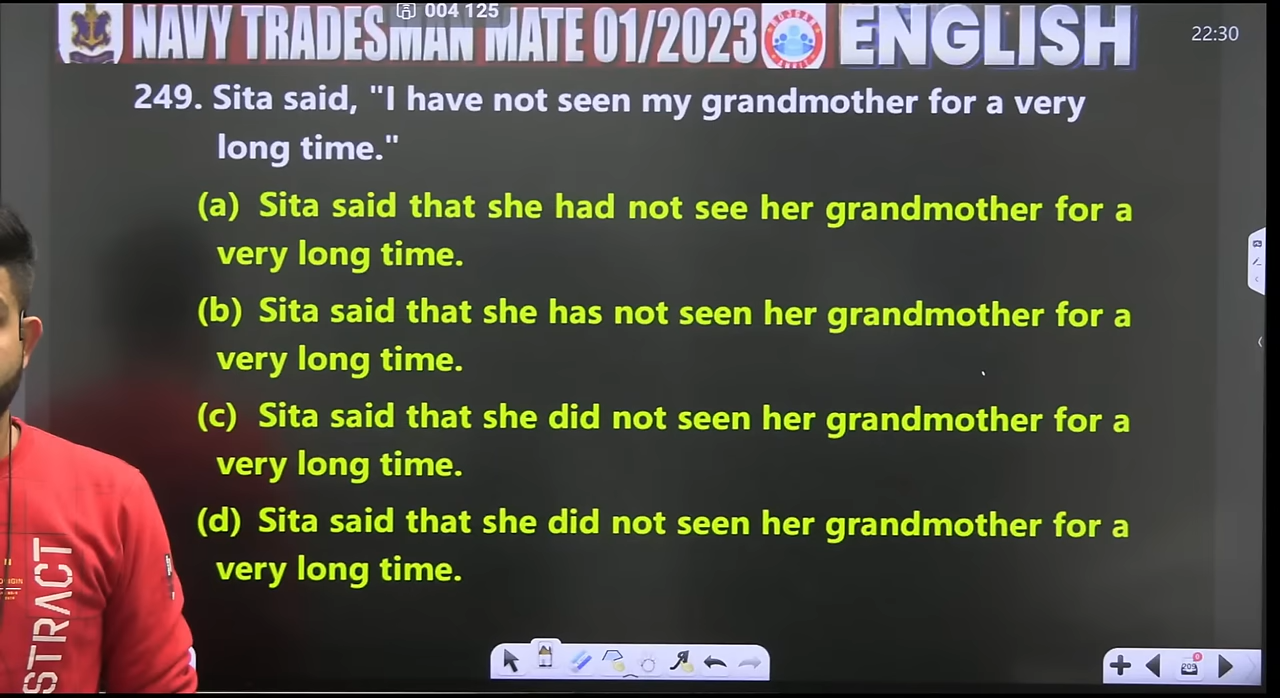 004 125
NAVY TRADESMAN MATE 01/2023 ENGLISH
22:30
249. Sita said, "I have not seen my grandmother for a very
long time."
(a) Sita said that she had not see her grandmother for a
very long time.
(b) Sita said that she has not seen her grandmother for a
very long time.
(c) Sita said that she did not seen her grandmother for a
very long time.
(d) Sita said that she did not seen her grandmother for a
very long time.
STRACT
209